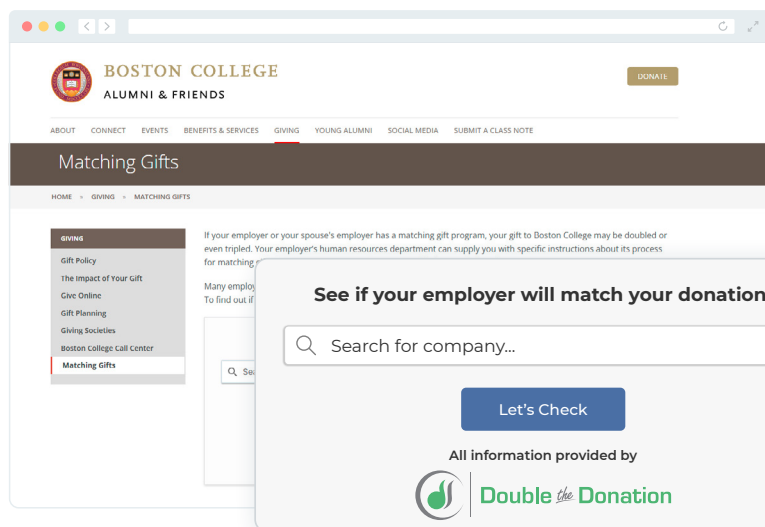 BOSTON COLLEGE
ALUMNI & FRIENDS
DONATE
ABOUT CONNECT EVENTS BENEFITS & SERVICES GIVING YOUNG ALUMNI SOCIAL MEDIA SUBMIT A CLASS NOTE
Matching Gifts
HOME » GIVING » MATCHING GIFTS
GIVING
Gift Policy
The Impact of Your Gift
Give Online
Gift Planning
Giving Societies
Boston College Call Center
Matching Gifts
If your employer or your spouse's employer has a matching gift program, your gift to Boston College may be doubled or
even tripled. Your employer's human resources department can supply you with specific instructions about its process
for matching
Many employ
To find out if
Sea
See if your employer will match your donation
Search for company...
Let's Check
All information provided by
Double the Donation